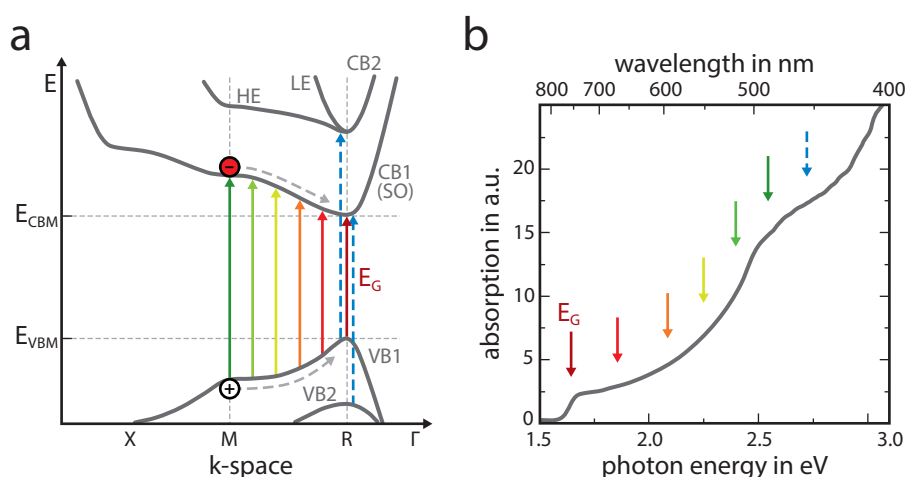 a
E
HE
LE
CB2
CB1
(SO)
−
E_CBM
E_G
E_VBM
VB1
+
VB2
X
M
R
Γ
k-space
b
wavelength in nm
800
700
600
500
400
absorption in a.u.
20
15
10
5
0
E_G
1.5
2.0
2.5
3.0
photon energy in eV